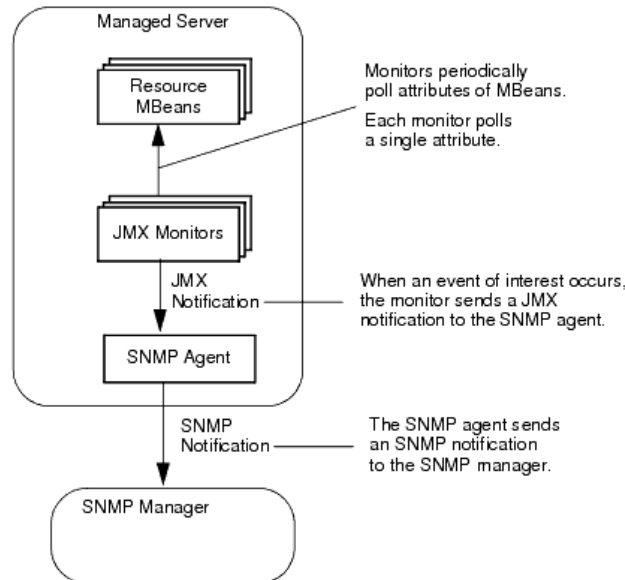 Managed Server
Resource
MBeans
Monitors periodically
poll attributes of MBeans.
Each monitor polls
a single attribute.
JMX Monitors
JMX
Notification
When an event of interest occurs,
the monitor sends a JMX
notification to the SNMP agent.
SNMP Agent
SNMP
Notification
The SNMP agent sends
an SNMP notification
to the SNMP manager.
SNMP Manager